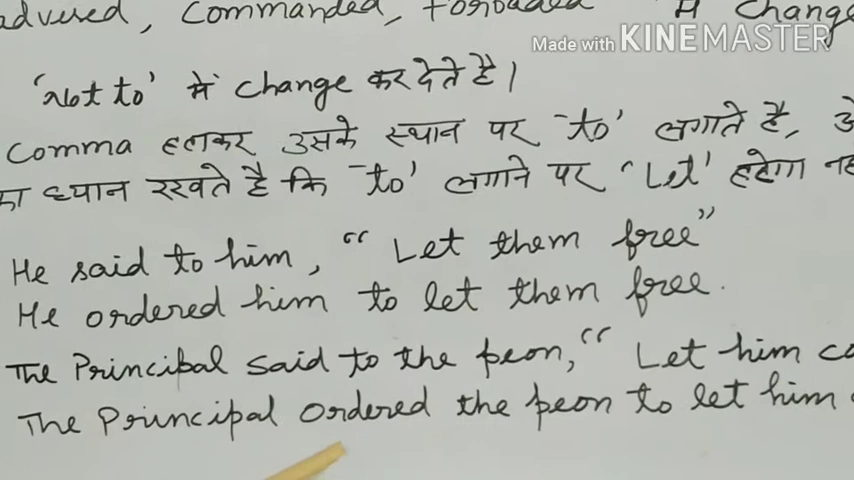 advised, Commanded, forbaded में Change
Made with KINEMASTER
'Not to' में change कर देते है।
Comma हटाकर उसके स्थान पर 'to' लगाते है,
का ध्यान रखते है कि 'to' लगाने पर 'Let' हटेगा
He said to him, "Let them free"
He ordered him to let them free.
The Principal said to the peon, "Let him
The Principal ordered the peon to let him